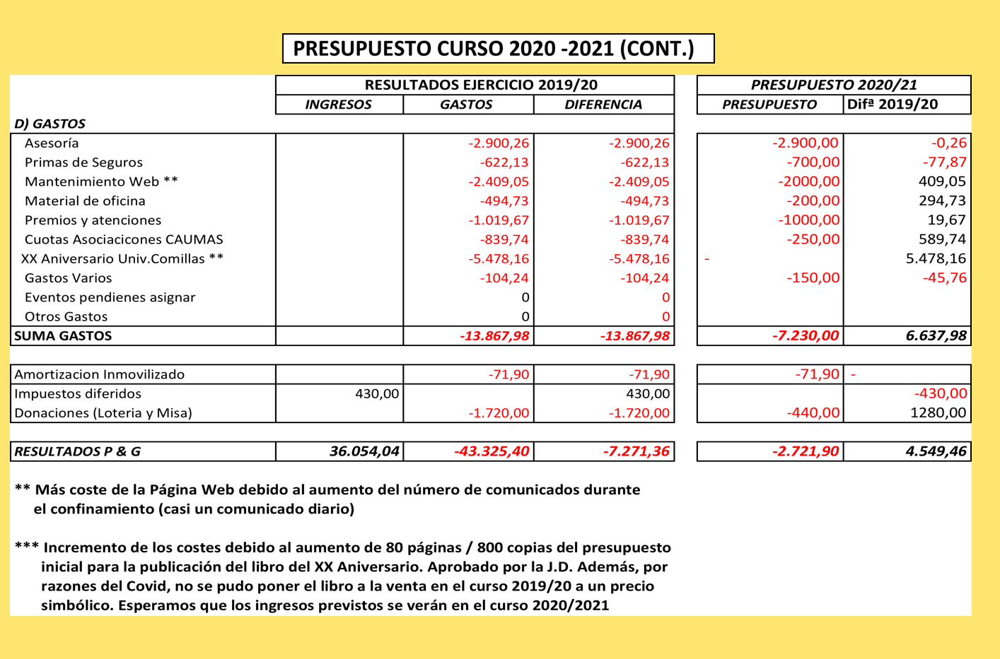 PRESUPUESTO CURSO 2020 -2021 (CONT.)
RESULTADOS EJERCICIO 2019/20 PRESUPUESTO 2020/21
INGRESOS GASTOS DIFERENCIA PRESUPUESTO Difª 2019/20
D) GASTOS
Asesoría -2.900,26 -2.900,26 -2.900,00 -0,26
Primas de Seguros -622,13 -622,13 -700,00 -77,87
Mantenimiento Web ** -2.409,05 -2.409,05 -2000,00 409,05
Material de oficina -494,73 -494,73 -200,00 294,73
Premios y atenciones -1.019,67 -1.019,67 -1000,00 19,67
Cuotas Asociacicones CAUMAS -839,74 -839,74 -250,00 589,74
XX Aniversario Univ.Comillas ** -5.478,16 -5.478,16 - 5.478,16
Gastos Varios -104,24 -104,24 -150,00 -45,76
Eventos pendienes asignar 0 0
Otros Gastos 0 0
SUMA GASTOS -13.867,98 -13.867,98 -7.230,00 6.637,98
Amortizacion Inmovilizado -71,90 -71,90 -71,90 -
Impuestos diferidos 430,00 430,00 -430,00
Donaciones (Loteria y Misa) -1.720,00 -1.720,00 -440,00 1280,00
RESULTADOS P & G 36.054,04 -43.325,40 -7.271,36 -2.721,90 4.549,46
** Más coste de la Página Web debido al aumento del número de comunicados durante
el confinamiento (casi un comunicado diario)
*** Incremento de los costes debido al aumento de 80 páginas / 800 copias del presupuesto
inicial para la publicación del libro del XX Aniversario. Aprobado por la J.D. Además, por
razones del Covid, no se pudo poner el libro a la venta en el curso 2019/20 a un precio
simbólico. Esperamos que los ingresos previstos se verán en el curso 2020/2021